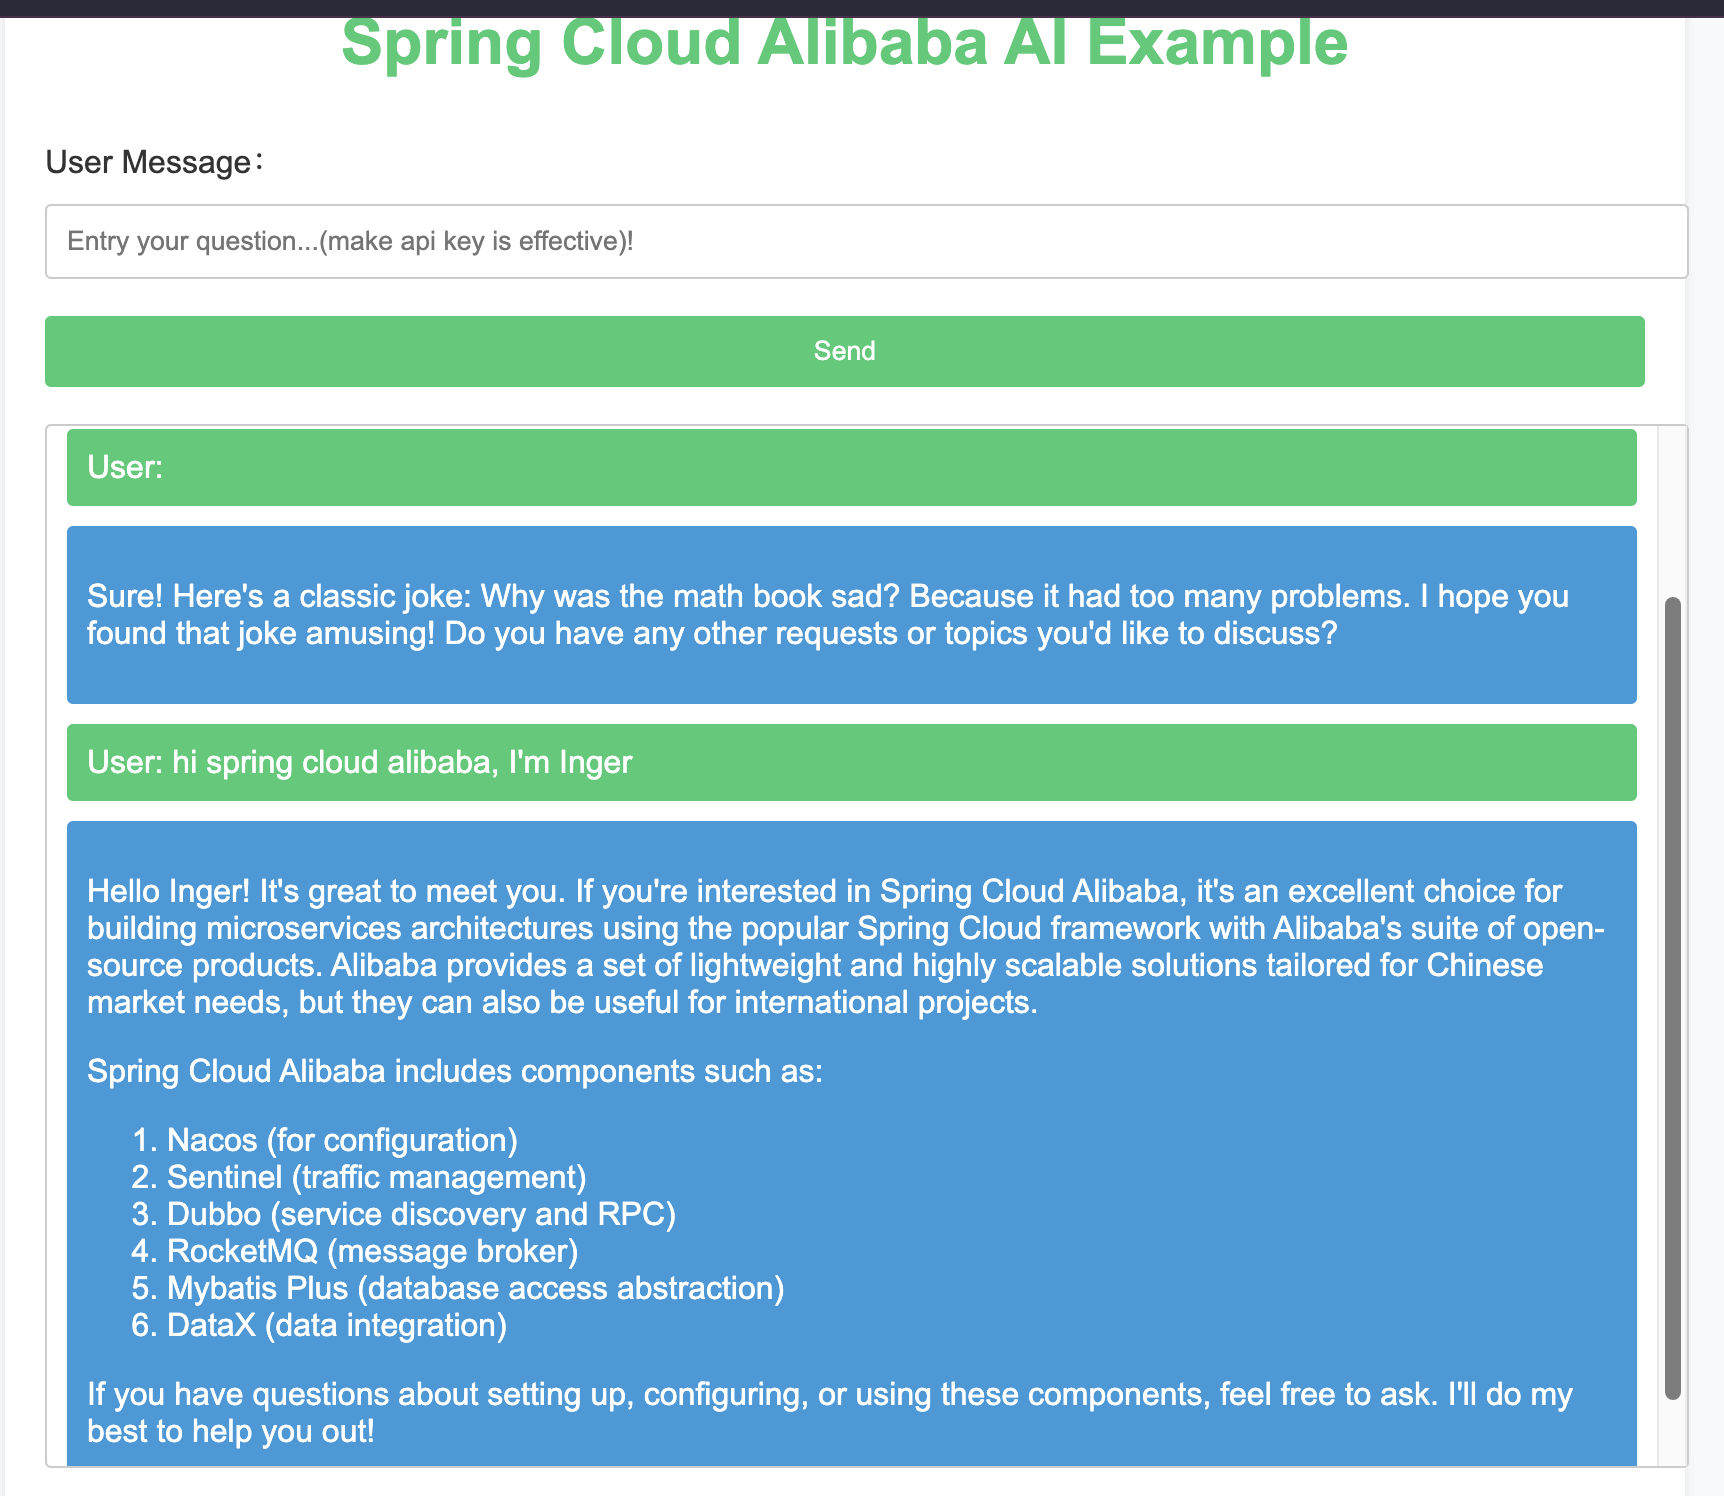 Spring Cloud Alibaba AI Example
User Message：
Entry your question...(make api key is effective)!
Send
User:
Sure! Here's a classic joke: Why was the math book sad? Because it had too many problems. I hope you
found that joke amusing! Do you have any other requests or topics you'd like to discuss?
User: hi spring cloud alibaba, I'm Inger
Hello Inger! It's great to meet you. If you're interested in Spring Cloud Alibaba, it's an excellent choice for
building microservices architectures using the popular Spring Cloud framework with Alibaba's suite of open-
source products. Alibaba provides a set of lightweight and highly scalable solutions tailored for Chinese
market needs, but they can also be useful for international projects.
Spring Cloud Alibaba includes components such as:
1. Nacos (for configuration)
2. Sentinel (traffic management)
3. Dubbo (service discovery and RPC)
4. RocketMQ (message broker)
5. Mybatis Plus (database access abstraction)
6. DataX (data integration)
If you have questions about setting up, configuring, or using these components, feel free to ask. I'll do my
best to help you out!